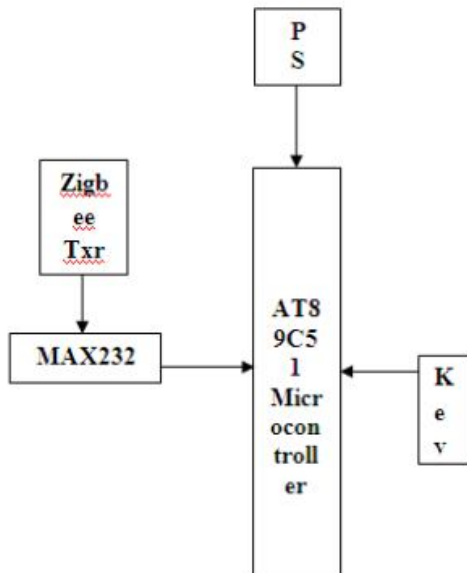 P
S
Zigb
ee
Txr
MAX232
AT8
9C5
1
Micr
ocon
troll
er
K
e
v